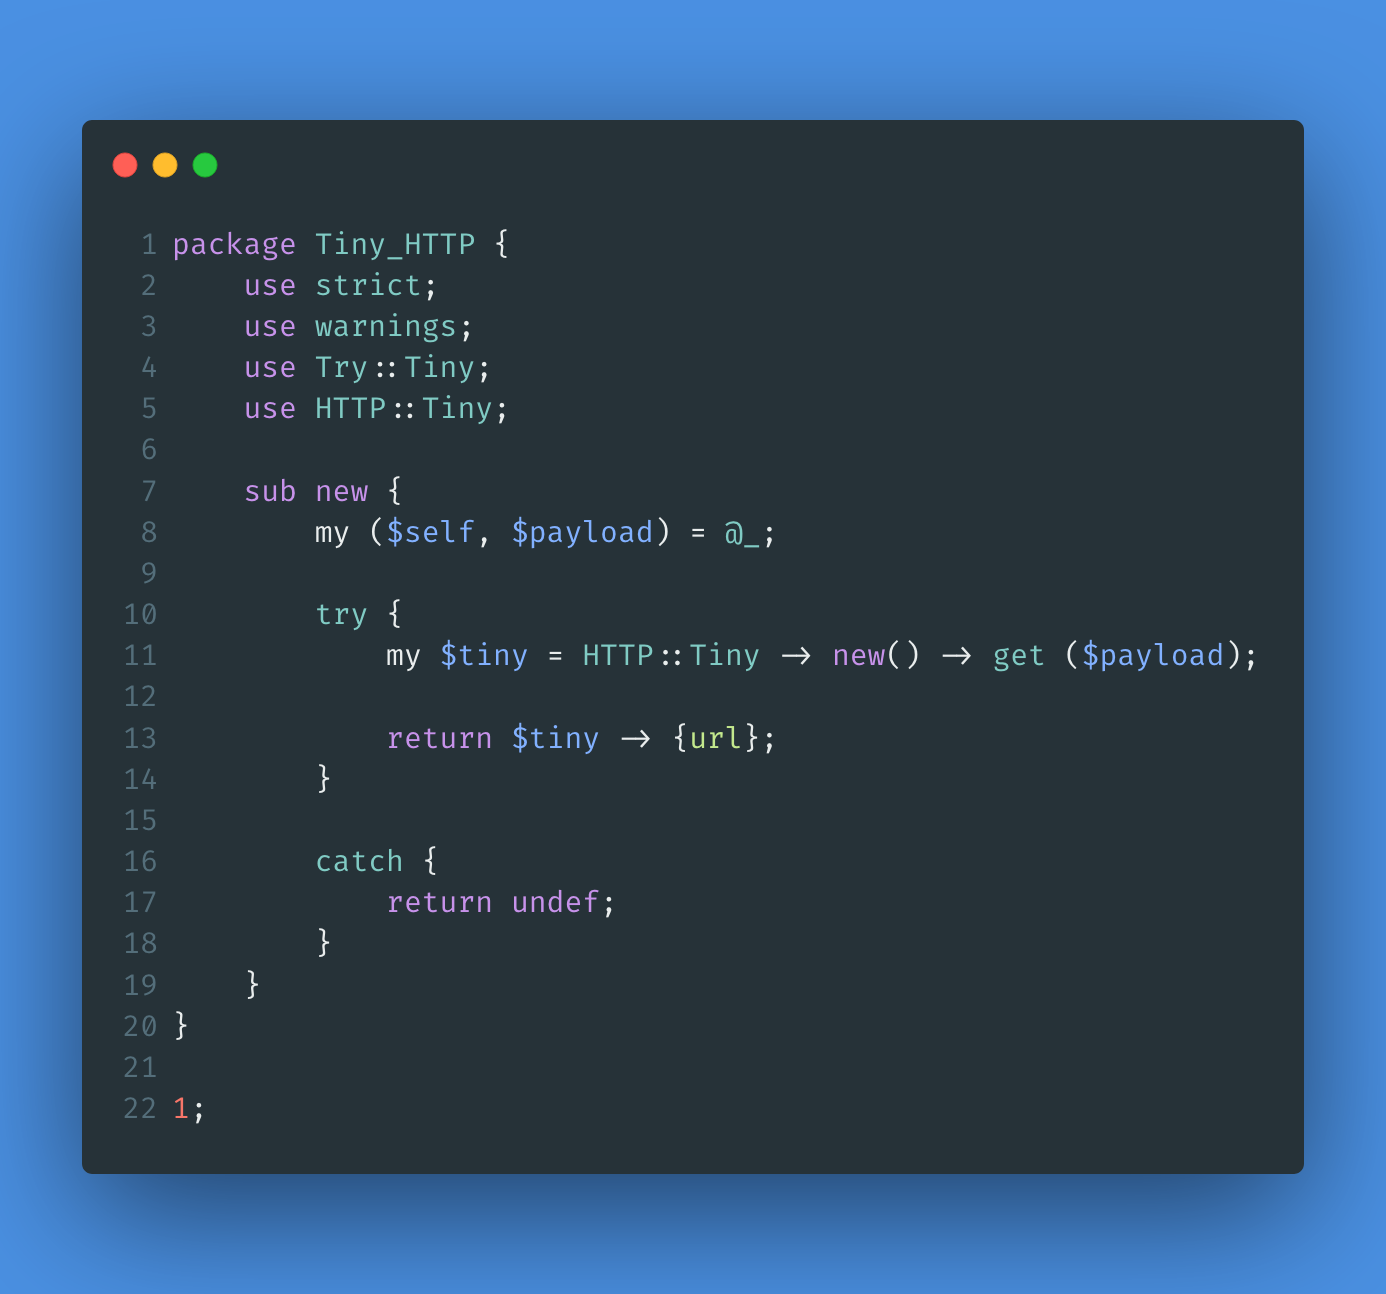 1 package Tiny_HTTP {
2     use strict;
3     use warnings;
4     use Try::Tiny;
5     use HTTP::Tiny;
6
7     sub new {
8         my ($self, $payload) = @_;
9
10         try {
11             my $tiny = HTTP::Tiny -> new() -> get ($payload);
12
13             return $tiny -> {url};
14         }
15
16         catch {
17             return undef;
18         }
19     }
20 }
21
22 1;